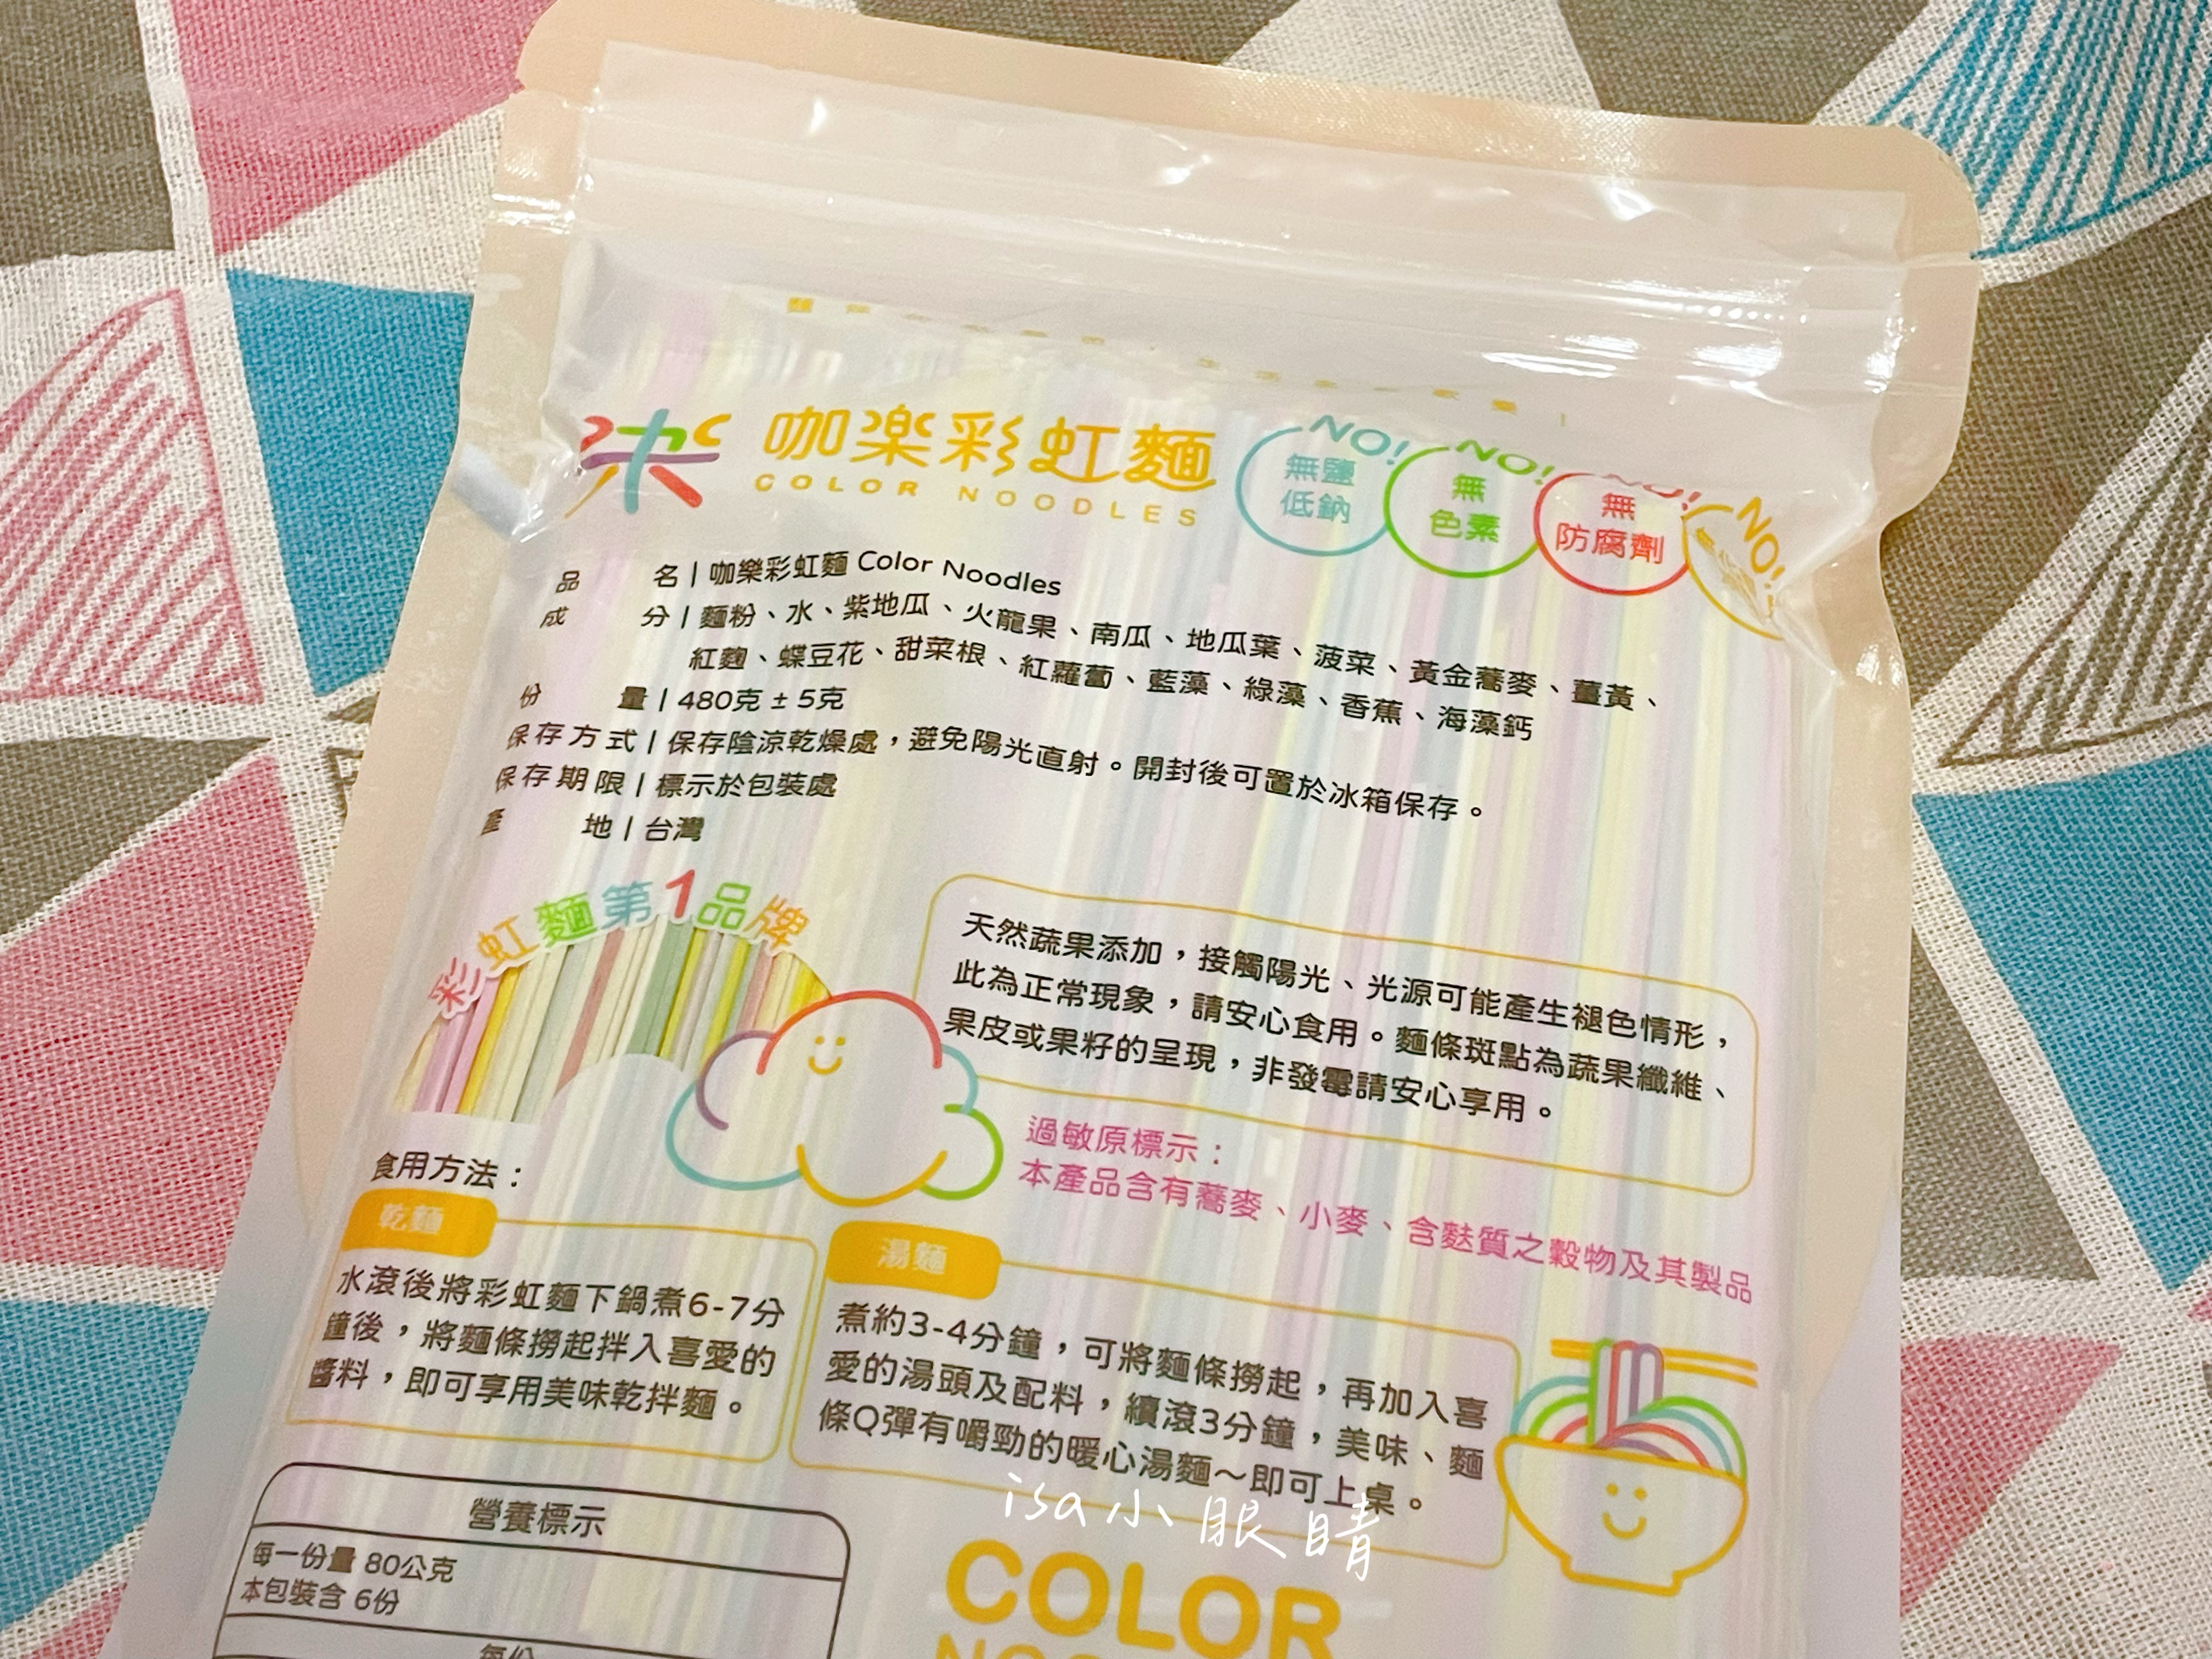 咖楽彩虹麵
COLOR NOODLES
NO!
無鹽
低鈉
NO!
無
色素
NO!
無
防腐劑
NO!
品名|咖樂彩虹麵 Color Noodles
成分|麵粉、水、紫地瓜、火龍果、南瓜、地瓜葉、菠菜、黃金蕎麥、薑黃、
紅麴、蝶豆花、甜菜根、紅蘿蔔、藍藻、綠藻、香蕉、海藻鈣
份量|480克 ± 5克
保存方式|保存陰涼乾燥處,避免陽光直射。開封後可置於冰箱保存。
保存期限|標示於包裝處
產地|台灣
彩虹麵第1品牌
天然蔬果添加,接觸陽光、光源可能產生褪色情形,
此為正常現象,請安心食用。麵條斑點為蔬果纖維、
果皮或果籽的呈現,非發霉請安心享用。
過敏原標示:
本產品含有蕎麥、小麥、含麩質之穀物及其製品
食用方法:
乾麵
水滾後將彩虹麵下鍋煮6-7分
鐘後,將麵條撈起拌入喜愛的
醬料,即可享用美味乾拌麵。
湯麵
煮約3-4分鐘,可將麵條撈起,再加入喜
愛的湯頭及配料,續滾3分鐘,美味、麵
條Q彈有嚼勁的暖心湯麵～即可上桌。
isa小眼睛
營養標示
每一份量 80公克
本包裝含 6份
每份
COLOR